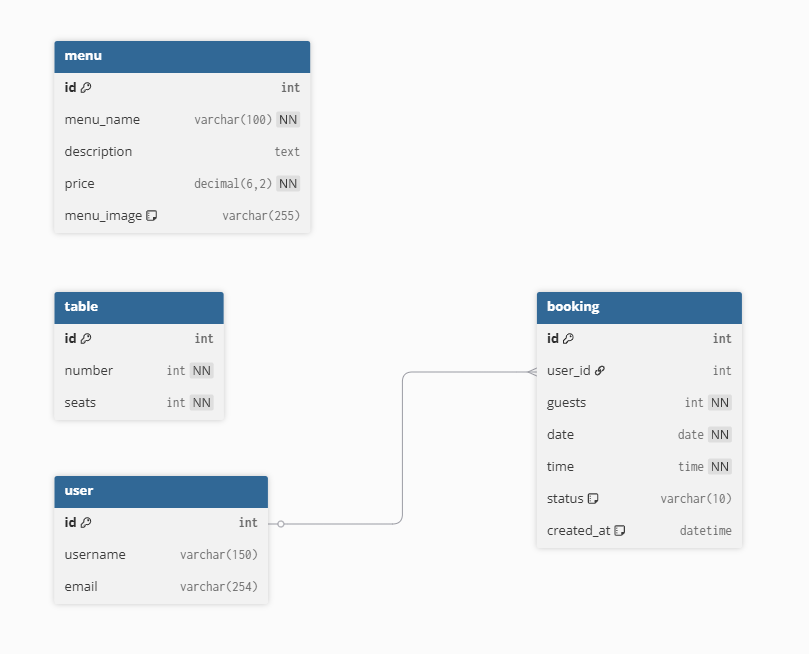 menu
id int
menu_name varchar(100) NN
description text
price decimal(6,2) NN
menu_image varchar(255)
table
id int
number int NN
seats int NN
user
id int
username varchar(150)
email varchar(254)
booking
id int
user_id int
guests int NN
date date NN
time time NN
status varchar(10)
created_at datetime